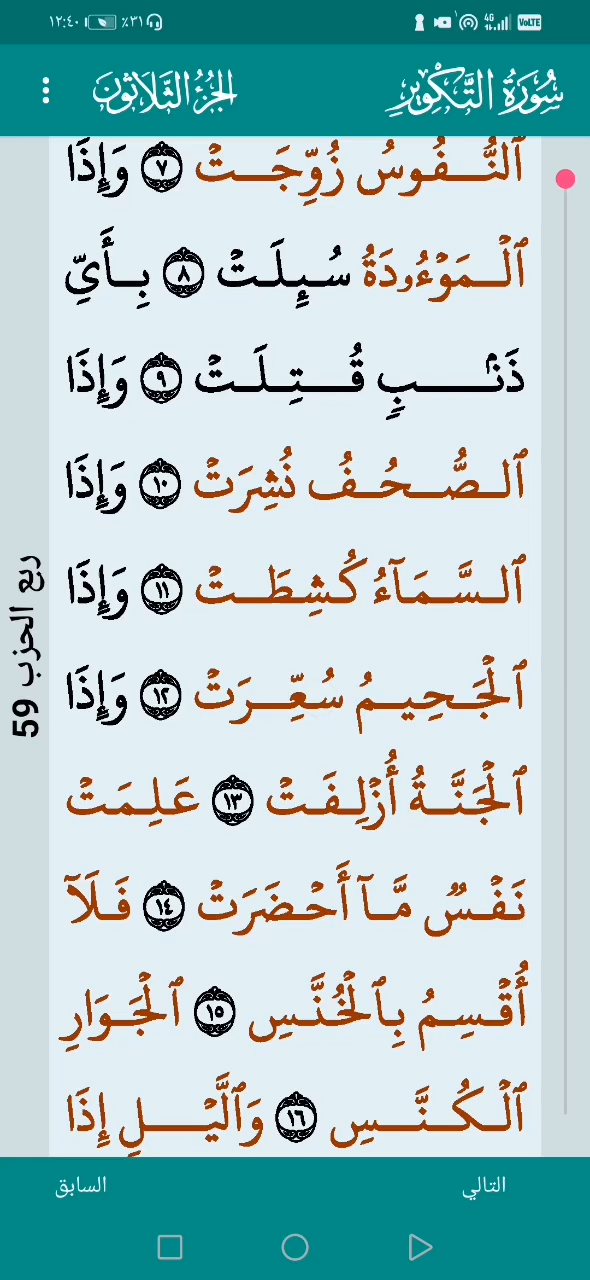 ١٢:٤٠ ٪٣١ 4G VoLTE
سُورَةُ التَّكْوِيرِ الجُزْءُ الثَّلَاثُونَ
ٱلنُّفُوسُ زُوِّجَتْ ٧ وَإِذَا
ٱلْمَوْءُۥدَةُ سُئِلَتْ ٨ بِأَيِّ
ذَنۢبٍ قُتِلَتْ ٩ وَإِذَا
ٱلصُّحُفُ نُشِرَتْ ١٠ وَإِذَا
ٱلسَّمَآءُ كُشِطَتْ ١١ وَإِذَا
ٱلْجَحِيمُ سُعِّرَتْ ١٢ وَإِذَا
ٱلْجَنَّةُ أُزْلِفَتْ ١٣ عَلِمَتْ
نَفْسٌ مَّآ أَحْضَرَتْ ١٤ فَلَآ
أُقْسِمُ بِٱلْخُنَّسِ ١٥ ٱلْجَوَارِ
ٱلْكُنَّسِ ١٦ وَٱلَّيْلِ إِذَا
ربع الحزب 59
التالي السابق